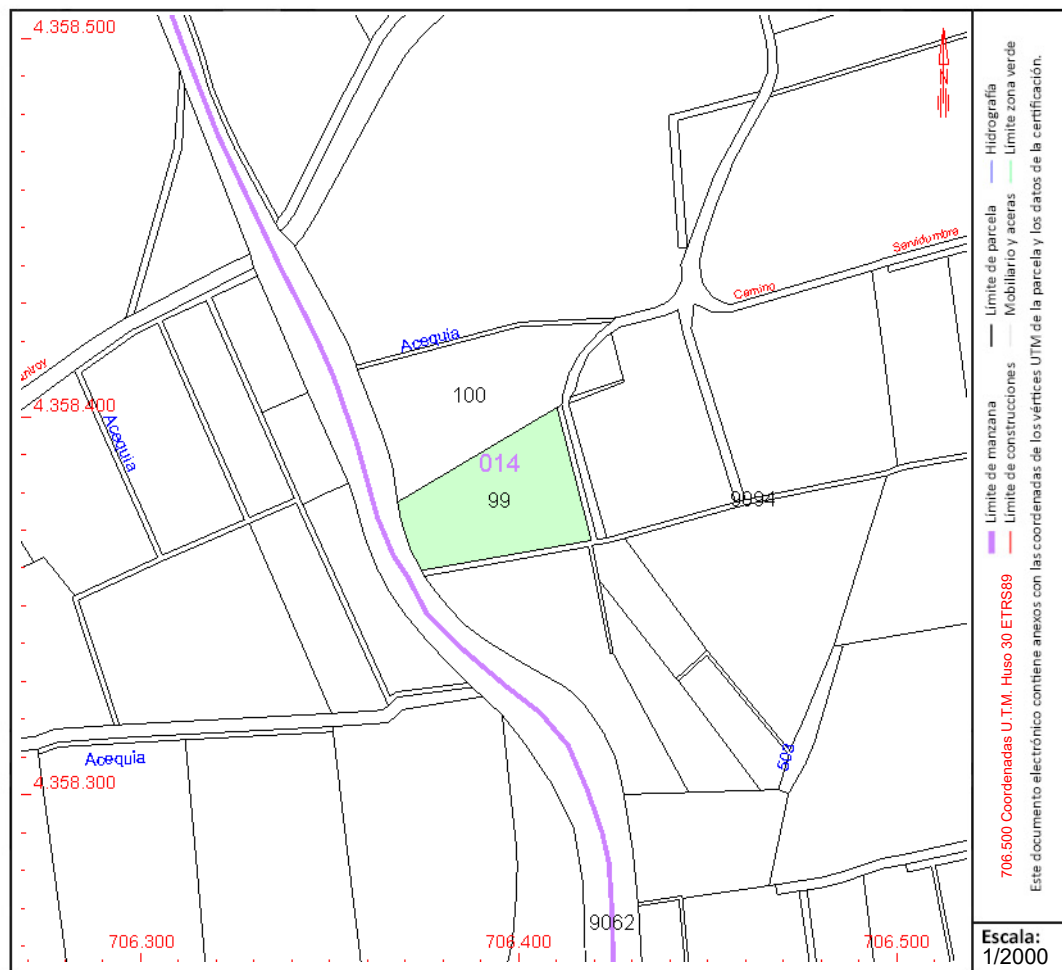 4.358.500
N
Servidumbre
Camino
Acequia
100
4.358.400
Acequia
014
99
9094
503
4.358.300
Acequia
9062
706.300
706.400
706.500
Hidrografía
Límite zona verde
Límite de parcela
Mobiliario y aceras
Límite de manzana
Límite de construcciones
706.500 Coordenadas U.T.M. Huso 30 ETRS89
Este documento electrónico contiene anexos con las coordenadas de los vértices UTM de la parcela y los datos de la certificación.
Escala:
1/2000